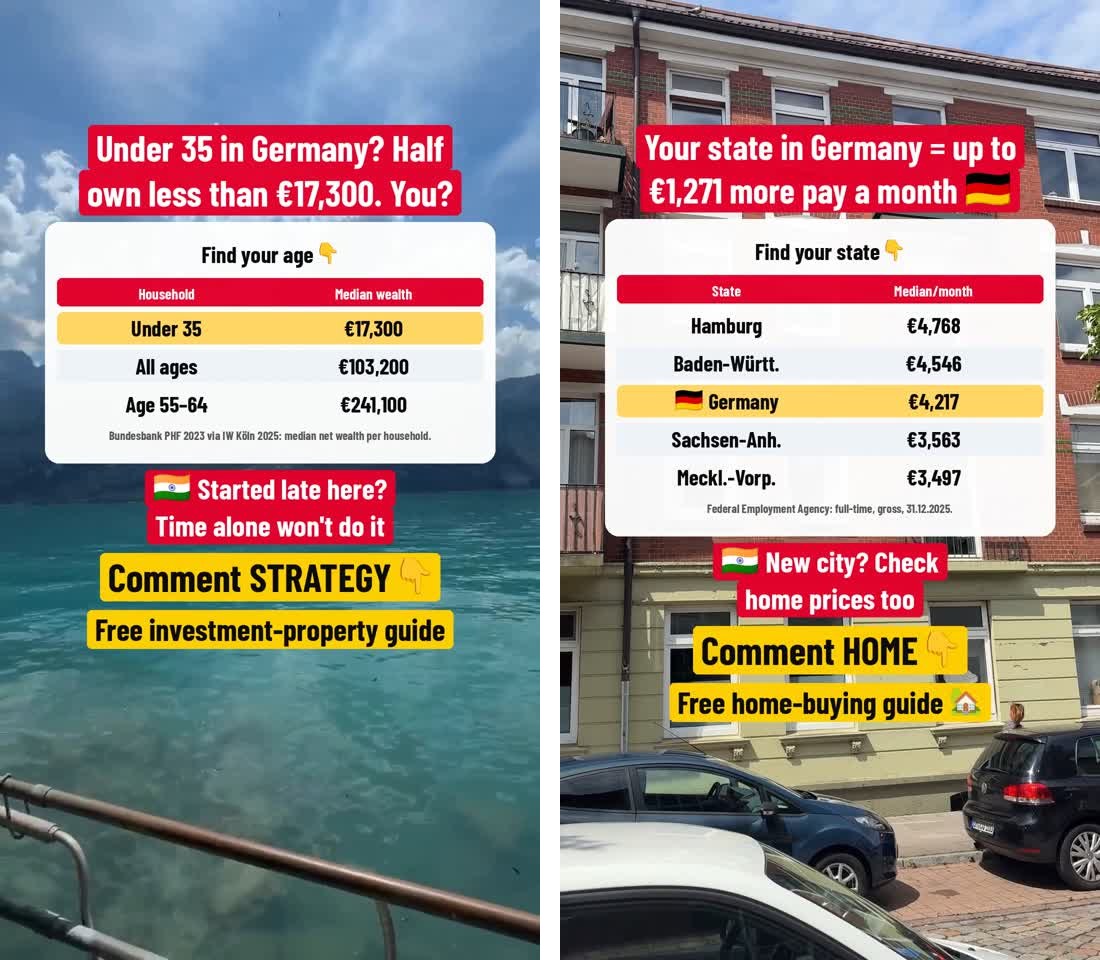 Under 35 in Germany? Half
own less than €17,300. You?
Find your age 👇
Household Median wealth
Under 35 €17,300
All ages €103,200
Age 55–64 €241,100
Bundesbank PHF 2023 via IW Köln 2025: median net wealth per household.
🇮🇳 Started late here?
Time alone won't do it
Comment STRATEGY 👇
Free investment-property guide
Your state in Germany = up to
€1,271 more pay a month 🇩🇪
Find your state 👇
State Median/month
Hamburg €4,768
Baden-Württ. €4,546
🇩🇪 Germany €4,217
Sachsen-Anh. €3,563
Meckl.-Vorp. €3,497
Federal Employment Agency: full-time, gross, 31.12.2025.
🇮🇳 New city? Check
home prices too
Comment HOME 👇
Free home-buying guide 🏡